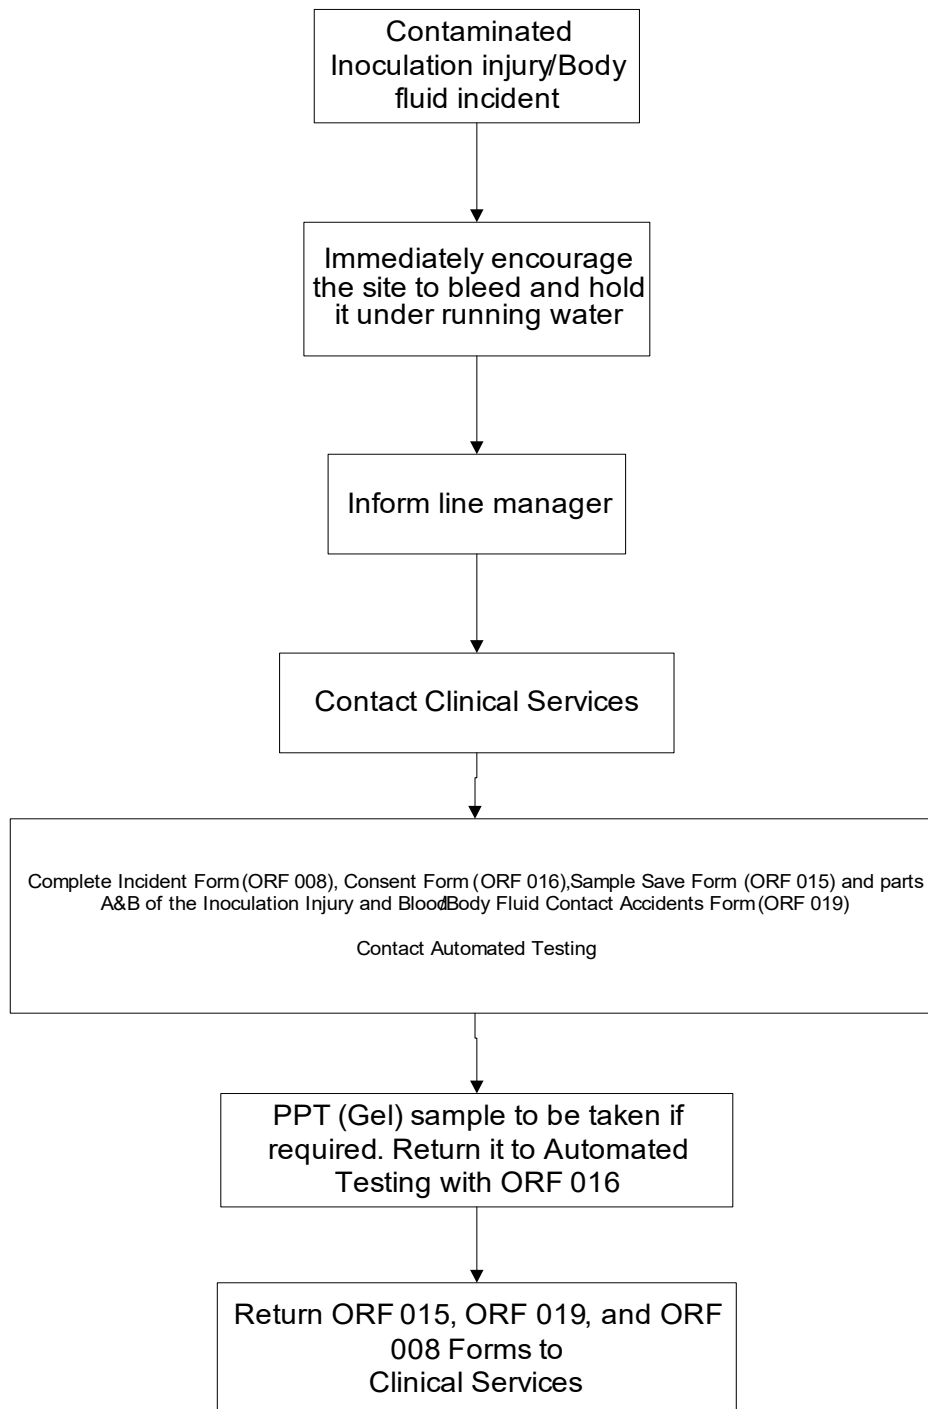 Contaminated
Inoculation injury/Body
fluid incident
Immediately encourage
the site to bleed and hold
it under running water
Inform line manager
Contact Clinical Services
Complete Incident Form (ORF 008), Consent Form (ORF 016),Sample Save Form (ORF 015) and parts
A&B of the Inoculation Injury and Blood/Body Fluid Contact Accidents Form (ORF 019)
Contact Automated Testing
PPT (Gel) sample to be taken if
required. Return it to Automated
Testing with ORF 016
Return ORF 015, ORF 019, and ORF
008 Forms to
Clinical Services